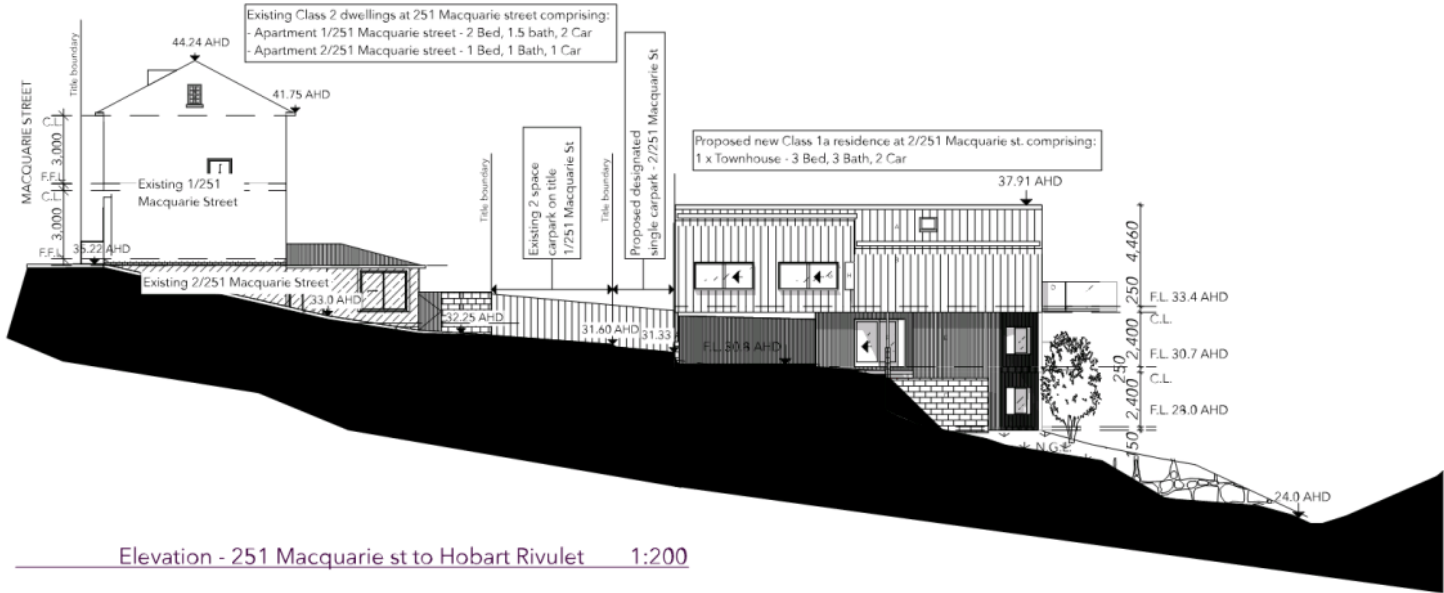 Existing Class 2 dwellings at 251 Macquarie street comprising:
- Apartment 1/251 Macquarie street - 2 Bed, 1.5 bath, 2 Car
- Apartment 2/251 Macquarie street - 1 Bed, 1 Bath, 1 Car
44.24 AHD
Title boundary
41.75 AHD
MACQUARIE STREET
C.L.
3,000
F.F.L
C.L
3,000
F.F.L
Existing 1/251
Macquarie Street
35.22 AHD
Existing 2/251 Macquarie Street
33.0 AHD
32.25 AHD
Title boundary
Existing 2 space
carpark on title
1/251 Macquarie St
Title boundary
Proposed designated
single carpark - 2/251 Macquarie St
31.60 AHD
31.33
Proposed new Class 1a residence at 2/251 Macquarie st. comprising:
1 x Townhouse - 3 Bed, 3 Bath, 2 Car
37.91 AHD
F.L. 30.8 AHD
4,460
250
F.L. 33.4 AHD
C.L.
2,400
F.L. 30.7 AHD
250
C.L.
2,400
F.L. 28.0 AHD
150
N.G.L.
24.0 AHD
Elevation - 251 Macquarie st to Hobart Rivulet 1:200